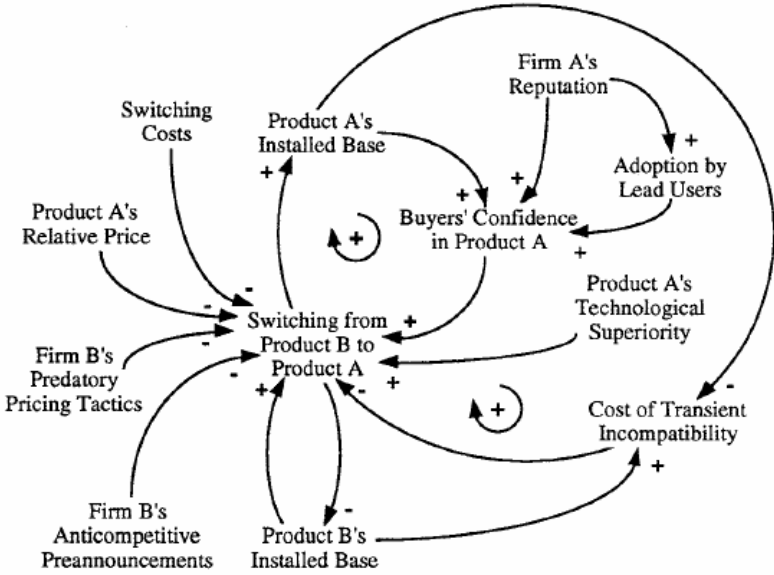 Firm A's
Reputation
Switching
Costs
Product A's
Installed Base
+
+
Adoption by
Lead Users
+
+
Product A's
Relative Price
Buyers' Confidence
in Product A
+
+
Product A's
Technological
Superiority
-
-
Switching from
Product B to
Product A
+
-
Firm B's
Predatory
Pricing Tactics
-
+
-
+
+
-
Cost of Transient
Incompatibility
+
Firm B's
Anticompetitive
Preannouncements
-
Product B's
Installed Base